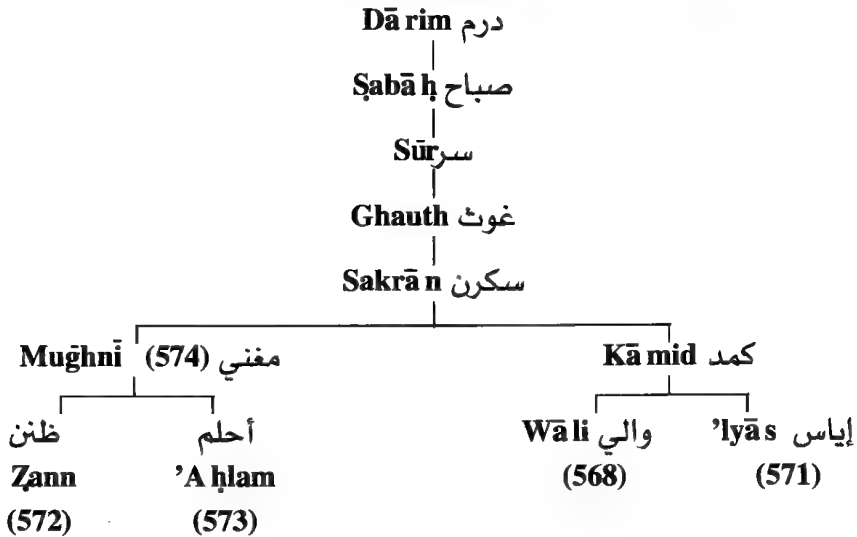 Dārim درم
Ṣabāḥ صباح
Sūr سر
Ghauth غوث
Sakrān سكرن
Mughnī (574) مغني Kāmid كمد
ظنن أحلم Wāli والي ’Iyās إياس
Ẓann ’Aḥlam (568) (571)
(572) (573)